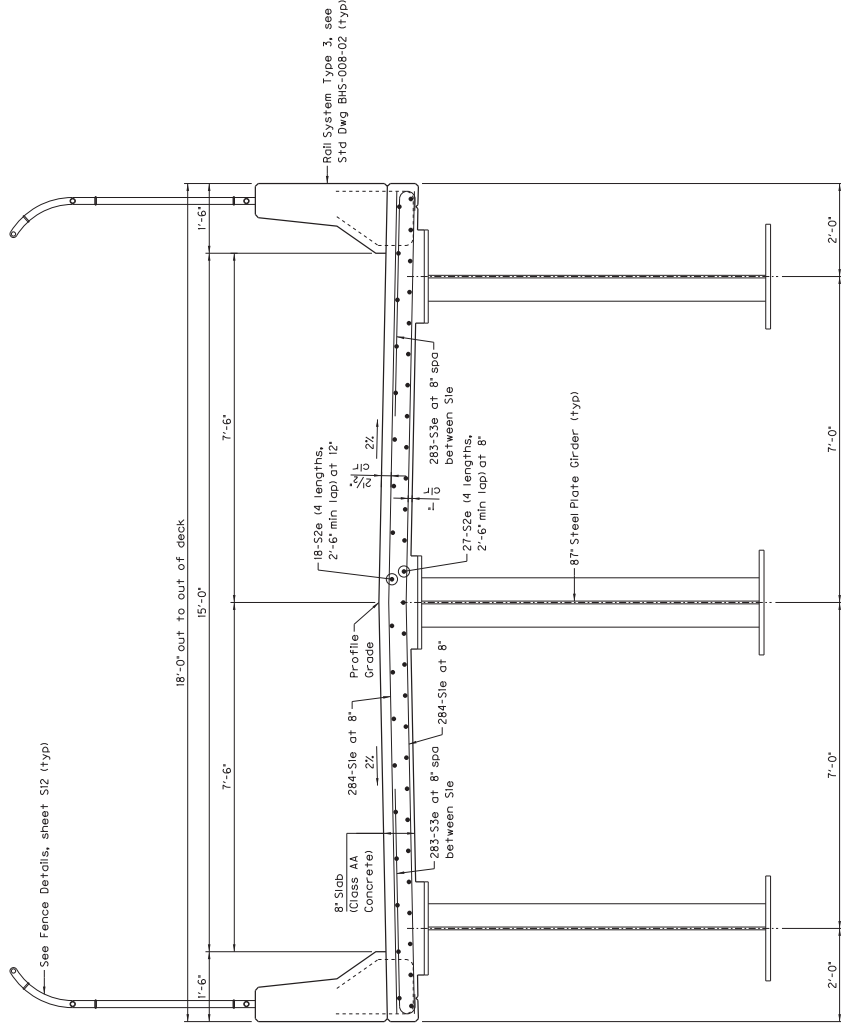 See Fence Details, sheet S12 (typ)
Rail System Type 3, see
Std Dwg BHS-008-02 (typ)
18'-0" out to out of deck
1'-6"
15'-0"
1'-6"
7'-6"
7'-6"
8" Slab
(Class AA
Concrete)
284-S1e at 8"
2%
Profile
Grade
18-S2e (4 lengths,
2'-6" min lap) at 12"
2½"
clr
2%
283-S3e at 8" spa
between S1e
284-S1e at 8"
27-S2e (4 lengths,
2'-6" min lap) at 8"
1"
clr
283-S3e at 8" spa
between S1e
87" Steel Plate Girder (typ)
2'-0"
7'-0"
7'-0"
2'-0"